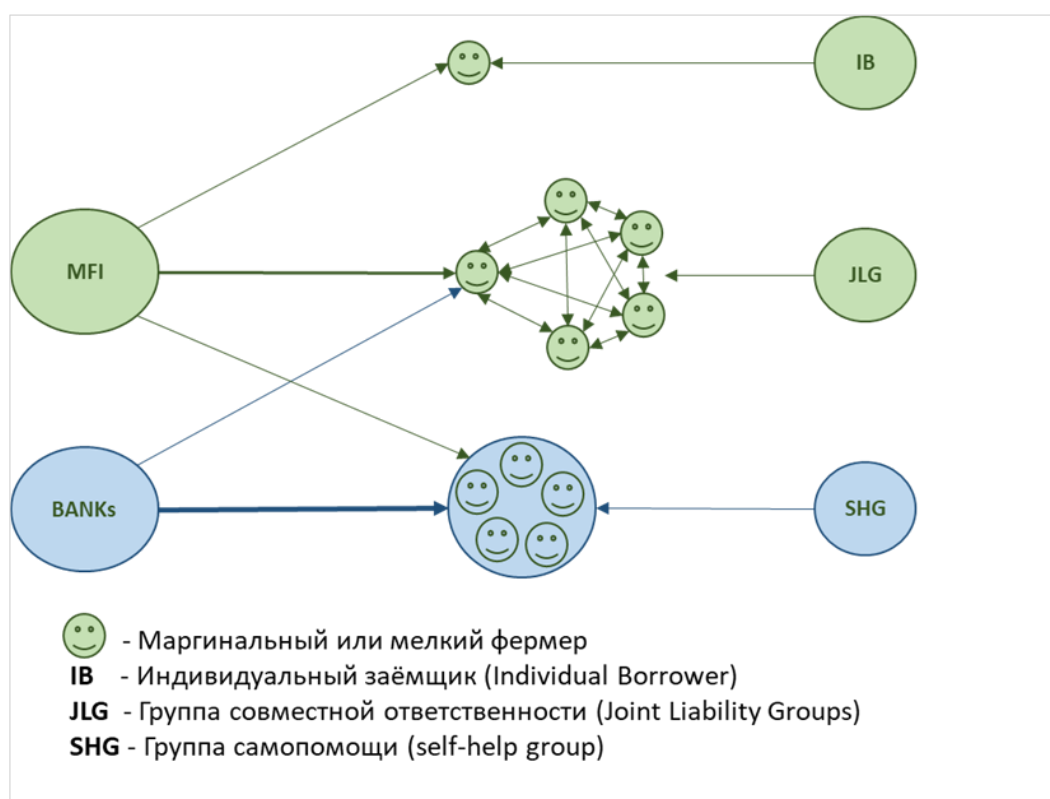 IB
MFI
JLG
BANKs
SHG
- Маргинальный или мелкий фермер
IB - Индивидуальный заёмщик (Individual Borrower)
JLG - Группа совместной ответственности (Joint Liability Groups)
SHG - Группа самопомощи (self-help group)